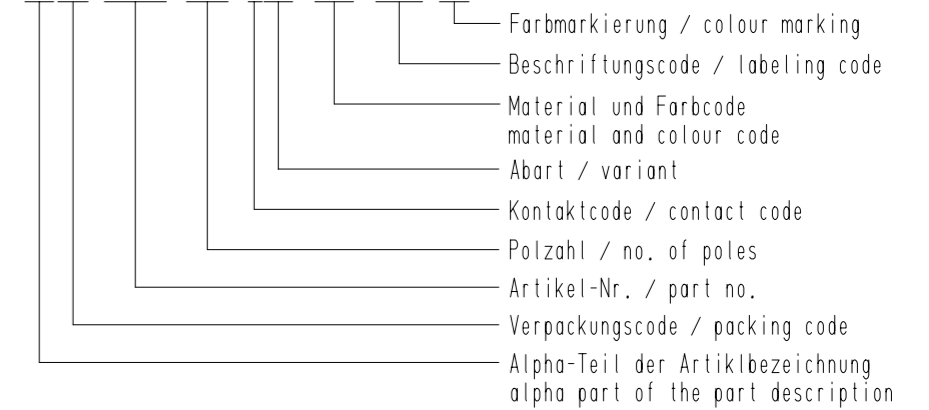 Farbmarkierung / colour marking
Beschriftungscode / labeling code
Material und Farbcode
material and colour code
Abart / variant
Kontaktcode / contact code
Polzahl / no. of poles
Artikel-Nr. / part no.
Verpackungscode / packing code
Alpha-Teil der Artiklbezeichnung
alpha part of the part description